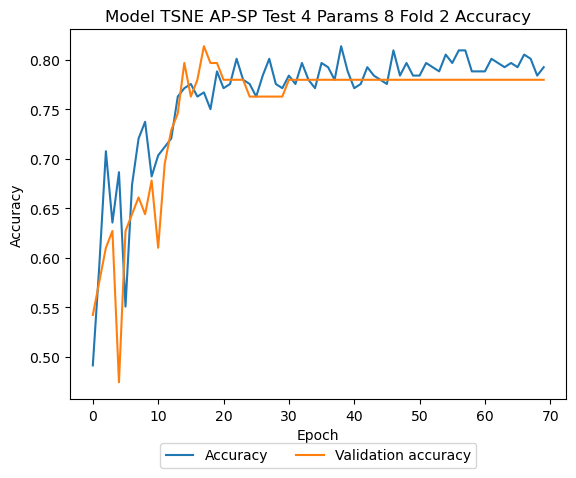 Model TSNE AP-SP Test 4 Params 8 Fold 2 Accuracy
0.80
0.75
0.70
0.65
0.60
0.55
0.50
Accuracy
0 10 20 30 40 50 60 70
Epoch
Accuracy Validation accuracy